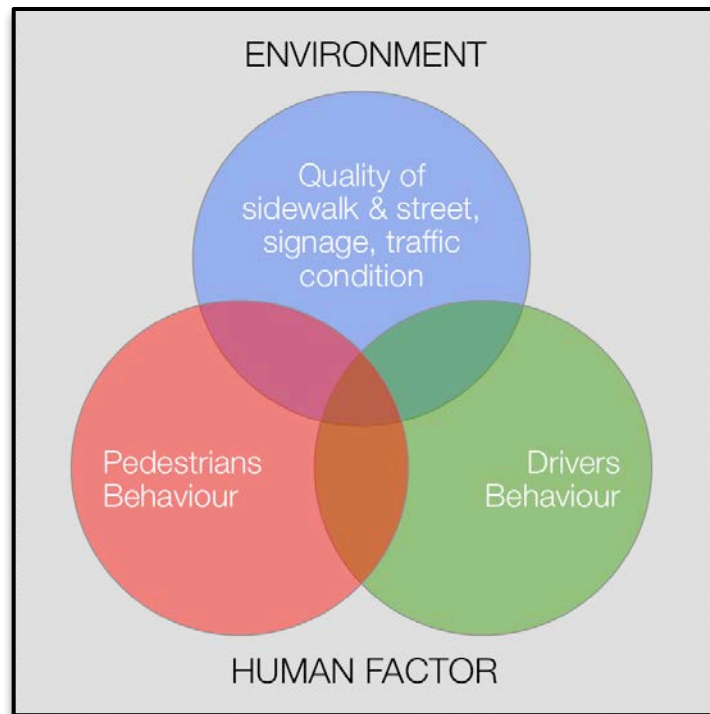 ENVIRONMENT
Quality of
sidewalk & street,
signage, traffic
condition
Pedestrians
Behaviour
Drivers
Behaviour
HUMAN FACTOR